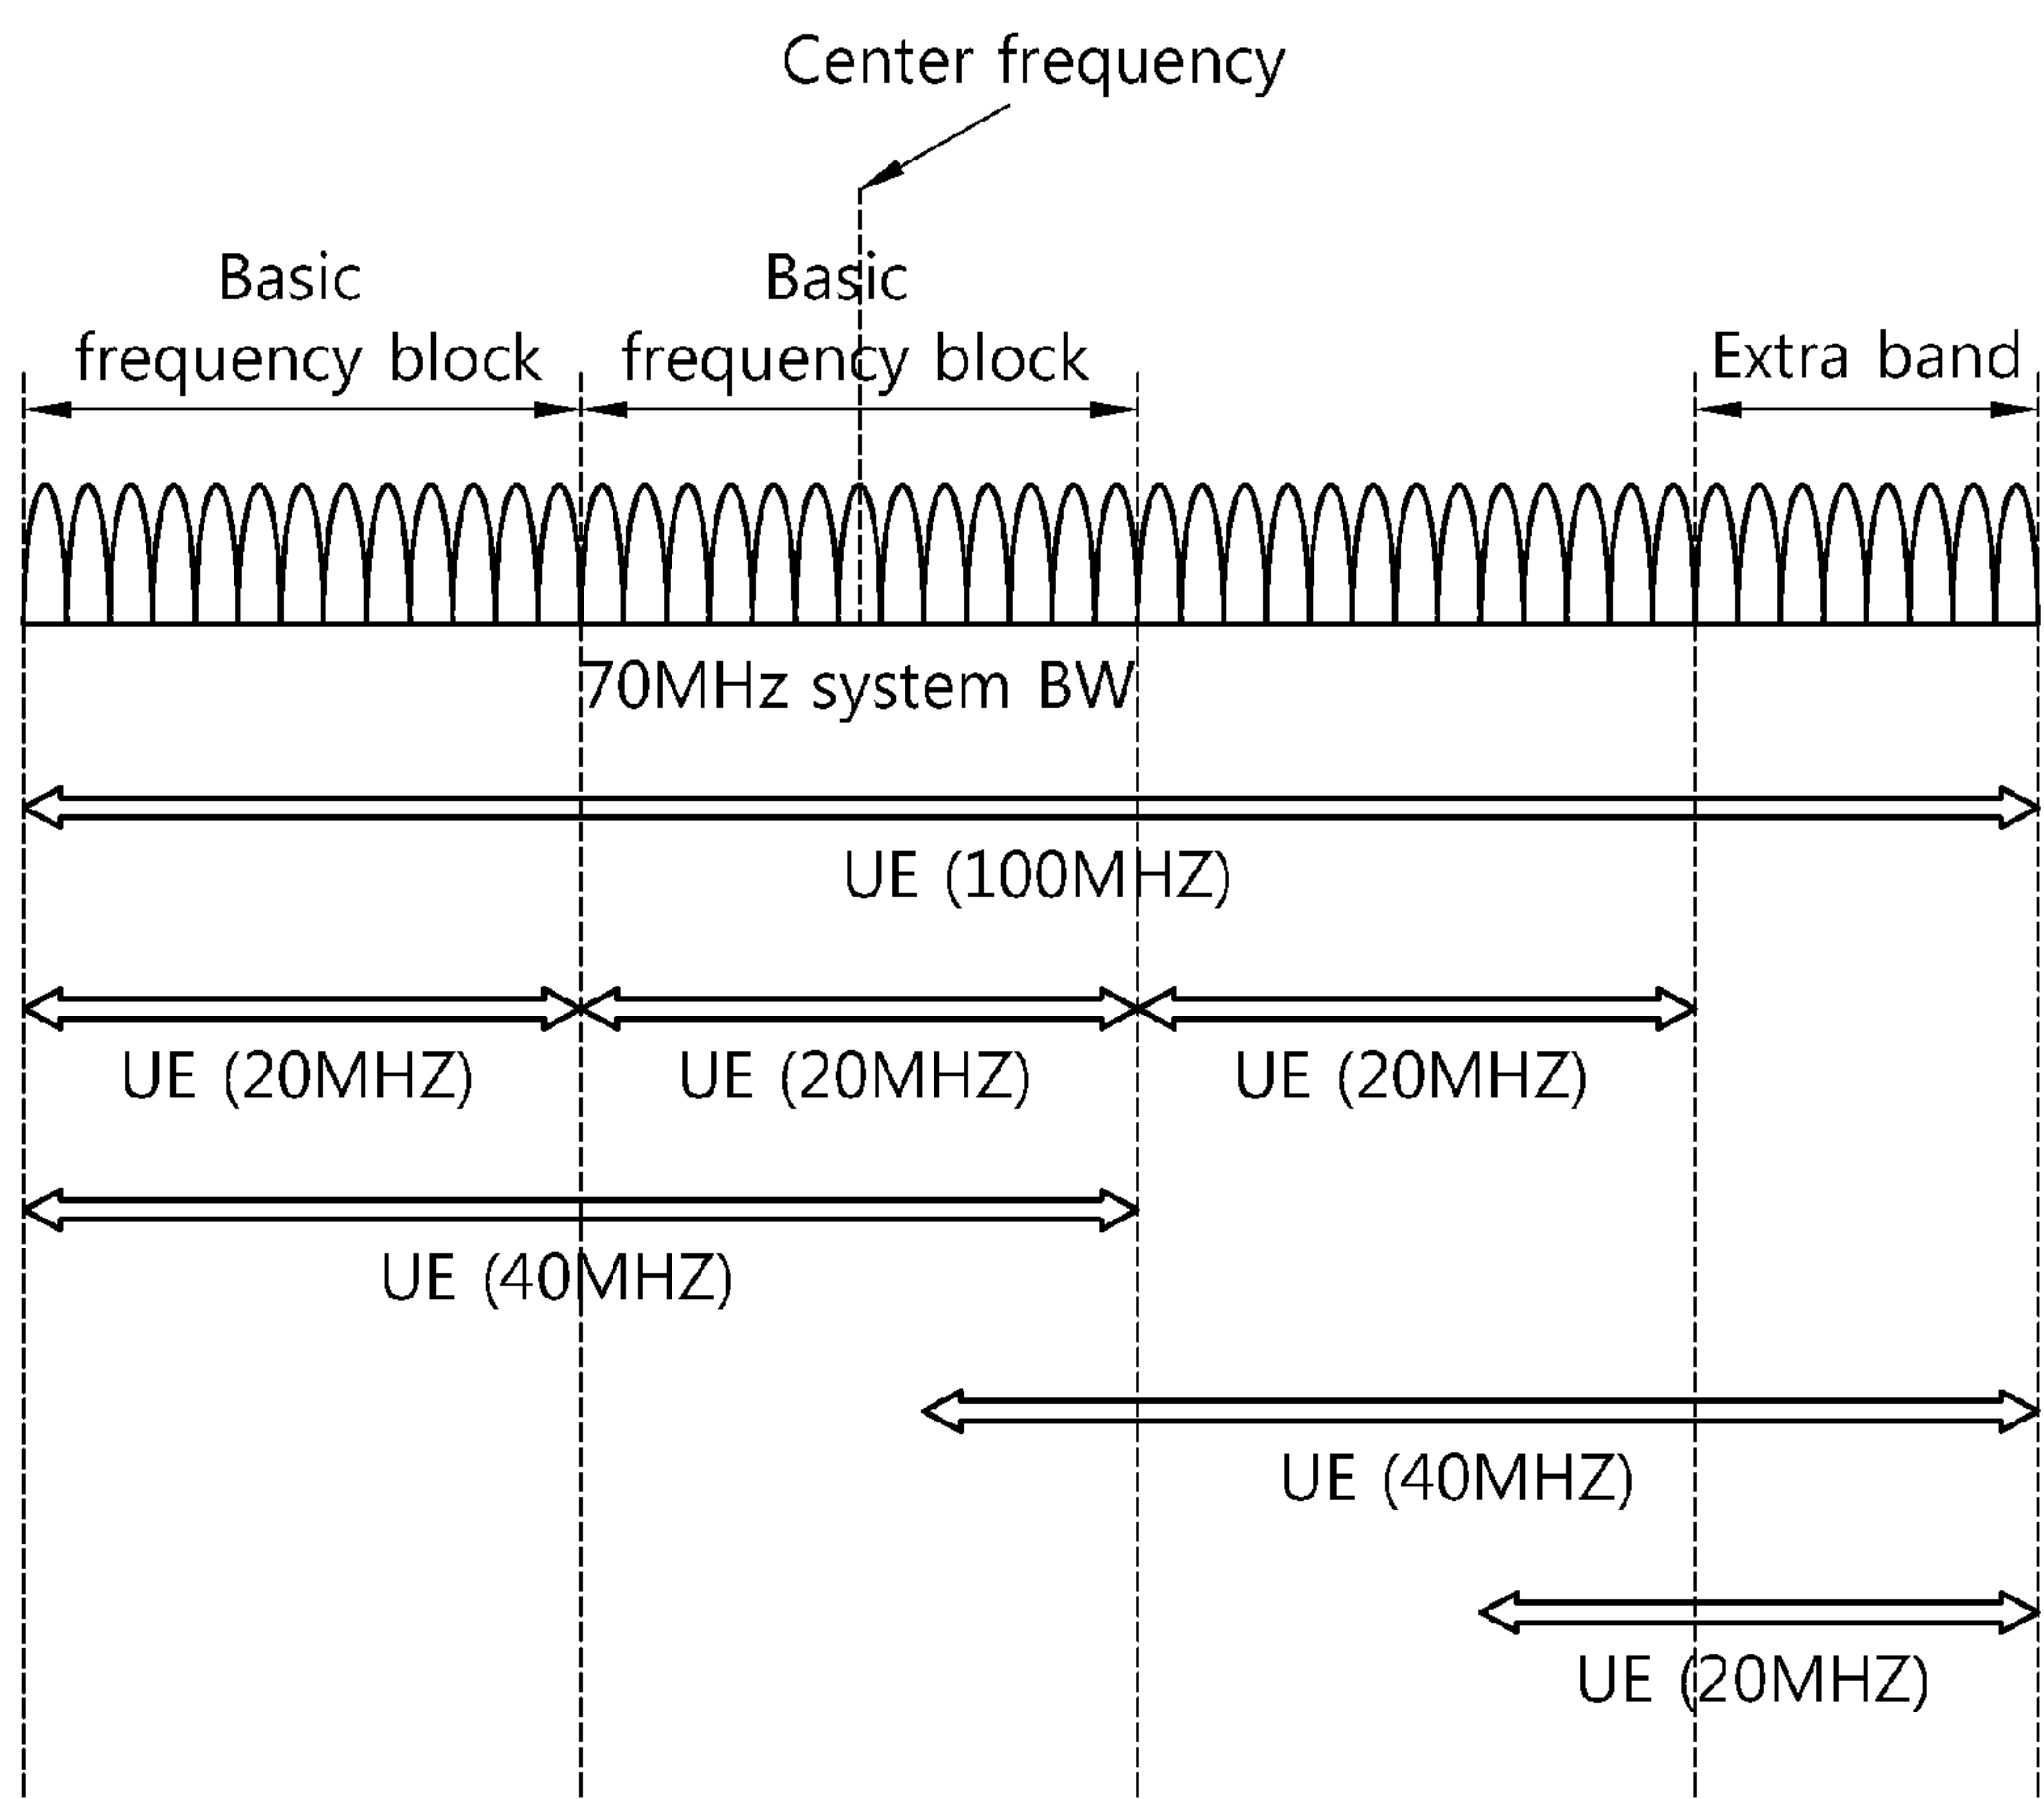 Center frequency
Basic
frequency block
Basic
frequency block
Extra band
70MHz system BW
UE (100MHZ)
UE (20MHZ)
UE (20MHZ)
UE (20MHZ)
UE (40MHZ)
UE (40MHZ)
UE (20MHZ)